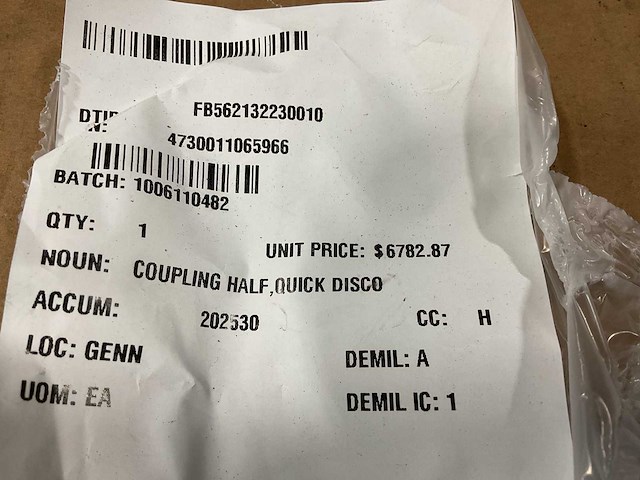 FB562132230010
N: 4730011065966
BATCH: 1006110482
QTY: 1
UNIT PRICE: $6782.87
NOUN: COUPLING HALF,QUICK DISCO
ACCUM: 202530
CC: H
LOC: GENN
DEMIL: A
UOM: EA
DEMIL IC: 1